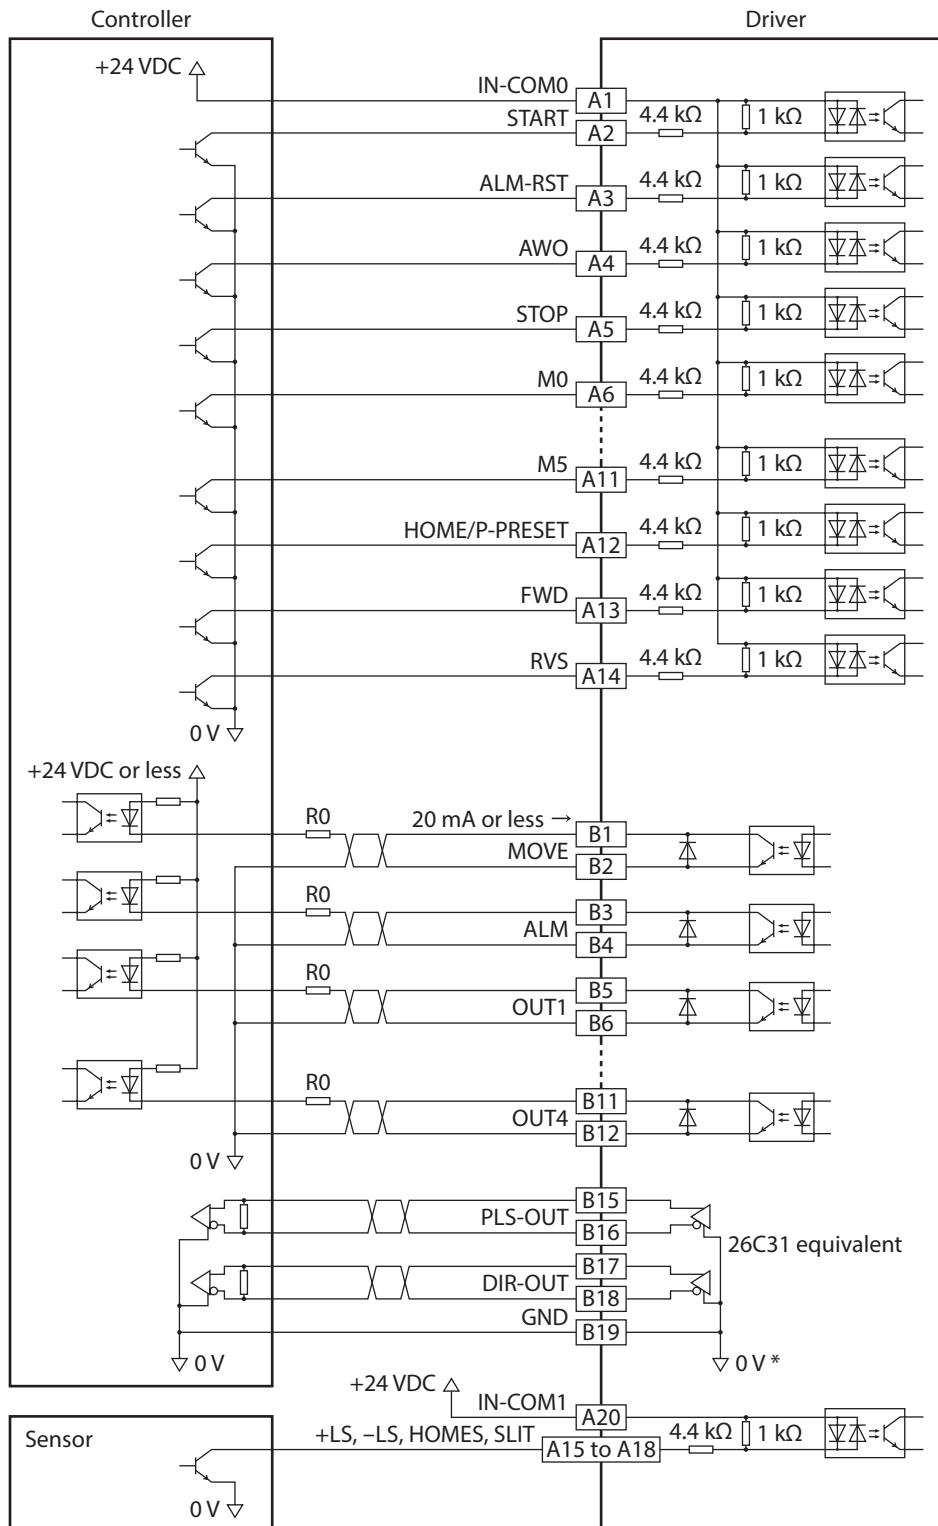 Controller
Driver
+24 VDC
IN-COM0
A1
START
A2
4.4 kΩ
1 kΩ
ALM-RST
A3
4.4 kΩ
1 kΩ
AWO
A4
4.4 kΩ
1 kΩ
STOP
A5
4.4 kΩ
1 kΩ
M0
A6
4.4 kΩ
1 kΩ
M5
A11
4.4 kΩ
1 kΩ
HOME/P-PRESET
A12
4.4 kΩ
1 kΩ
FWD
A13
4.4 kΩ
1 kΩ
RVS
A14
4.4 kΩ
1 kΩ
0 V
+24 VDC or less
R0
20 mA or less →
B1
MOVE
B2
R0
B3
ALM
B4
R0
B5
OUT1
B6
R0
B11
OUT4
B12
0 V
B15
PLS-OUT
B16
26C31 equivalent
B17
DIR-OUT
B18
GND
B19
0 V
0 V *
+24 VDC
IN-COM1
A20
Sensor
+LS, –LS, HOMES, SLIT
A15 to A18
4.4 kΩ
1 kΩ
0 V